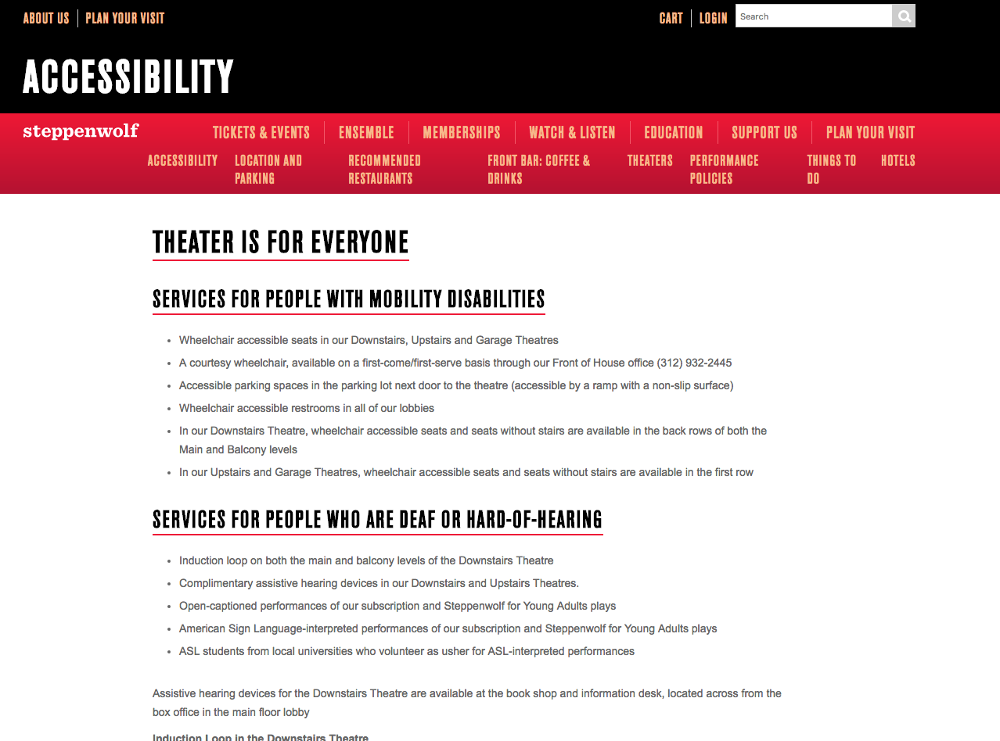 ABOUT US
PLAN YOUR VISIT
CART
LOGIN
Search
ACCESSIBILITY
steppenwolf
TICKETS & EVENTS
ENSEMBLE
MEMBERSHIPS
WATCH & LISTEN
EDUCATION
SUPPORT US
PLAN YOUR VISIT
ACCESSIBILITY
LOCATION AND
PARKING
RECOMMENDED
RESTAURANTS
FRONT BAR: COFFEE &
DRINKS
THEATERS
PERFORMANCE
POLICIES
THINGS TO
DO
HOTELS
THEATER IS FOR EVERYONE
SERVICES FOR PEOPLE WITH MOBILITY DISABILITIES
• Wheelchair accessible seats in our Downstairs, Upstairs and Garage Theatres
• A courtesy wheelchair, available on a first-come/first-serve basis through our Front of House office (312) 932-2445
• Accessible parking spaces in the parking lot next door to the theatre (accessible by a ramp with a non-slip surface)
• Wheelchair accessible restrooms in all of our lobbies
• In our Downstairs Theatre, wheelchair accessible seats and seats without stairs are available in the back rows of both the
Main and Balcony levels
• In our Upstairs and Garage Theatres, wheelchair accessible seats and seats without stairs are available in the first row
SERVICES FOR PEOPLE WHO ARE DEAF OR HARD-OF-HEARING
• Induction loop on both the main and balcony levels of the Downstairs Theatre
• Complimentary assistive hearing devices in our Downstairs and Upstairs Theatres.
• Open-captioned performances of our subscription and Steppenwolf for Young Adults plays
• American Sign Language-interpreted performances of our subscription and Steppenwolf for Young Adults plays
• ASL students from local universities who volunteer as usher for ASL-interpreted performances
Assistive hearing devices for the Downstairs Theatre are available at the book shop and information desk, located across from the
box office in the main floor lobby
Induction Loop in the Downstairs Theatre